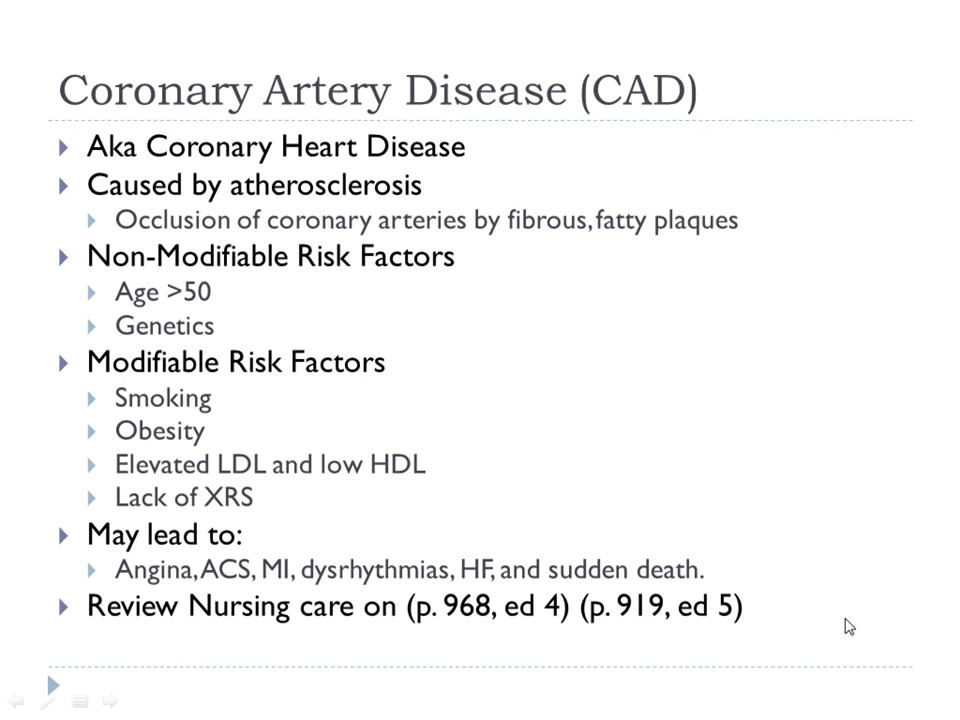 Coronary Artery Disease (CAD)
Aka Coronary Heart Disease
Caused by atherosclerosis
Occlusion of coronary arteries by fibrous, fatty plaques
Non-Modifiable Risk Factors
Age >50
Genetics
Modifiable Risk Factors
Smoking
Obesity
Elevated LDL and low HDL
Lack of XRS
May lead to:
Angina, ACS, MI, dysrhythmias, HF, and sudden death.
Review Nursing care on (p. 968, ed 4) (p. 919, ed 5)